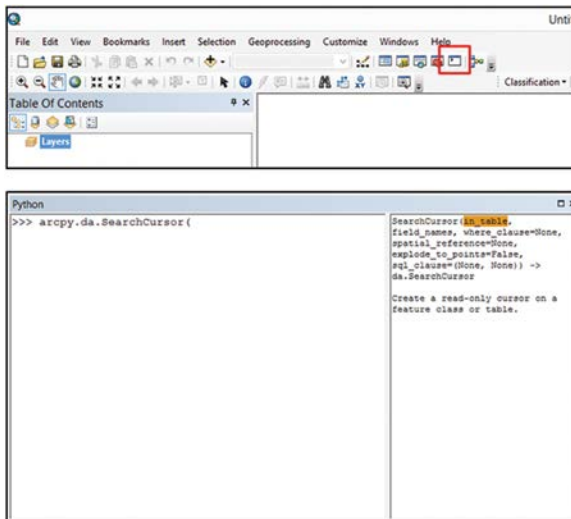 Unti
File Edit View Bookmarks Insert Selection Geoprocessing Customize Windows Help
Classification
Table Of Contents
Layers
Python
>>> arcpy.da.SearchCursor(
SearchCursor(in_table,
field_names, where_clause=None,
spatial_reference=None,
explode_to_points=False,
sql_clause=(None, None)) ->
da.SearchCursor
Create a read-only cursor on a
feature class or table.